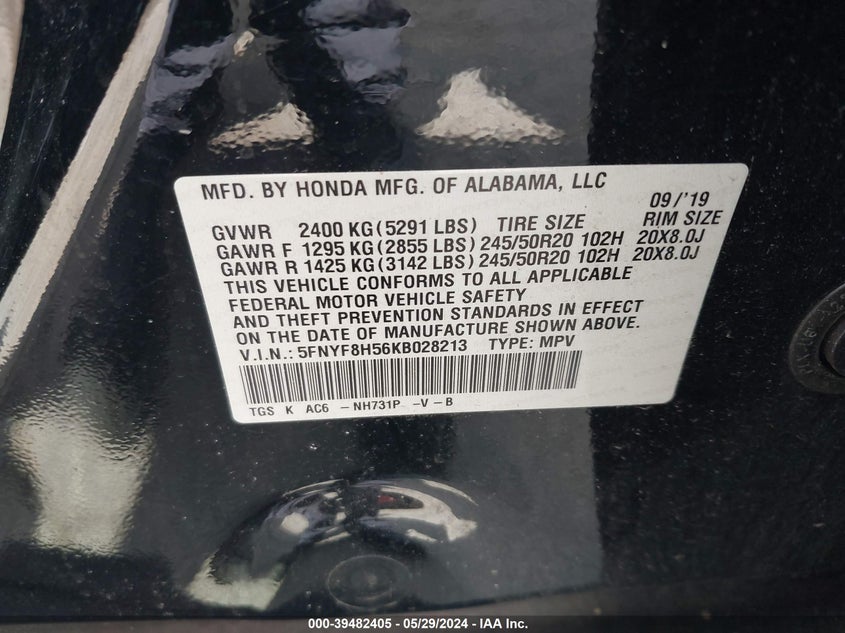 MFD. BY HONDA MFG. OF ALABAMA, LLC 09/'19
GVWR 2400 KG(5291 LBS) TIRE SIZE RIM SIZE
GAWR F 1295 KG(2855 LBS) 245/50R20 102H 20X8.0J
GAWR R 1425 KG(3142 LBS) 245/50R20 102H 20X8.0J
THIS VEHICLE CONFORMS TO ALL APPLICABLE
FEDERAL MOTOR VEHICLE SAFETY
AND THEFT PREVENTION STANDARDS IN EFFECT
ON THE DATE OF MANUFACTURE SHOWN ABOVE.
V.I.N.: 5FNYF8H56KB028213 TYPE: MPV
TGS K AC6 -NH731P -V-B
000-39482405 - 05/29/2024 - IAA Inc.